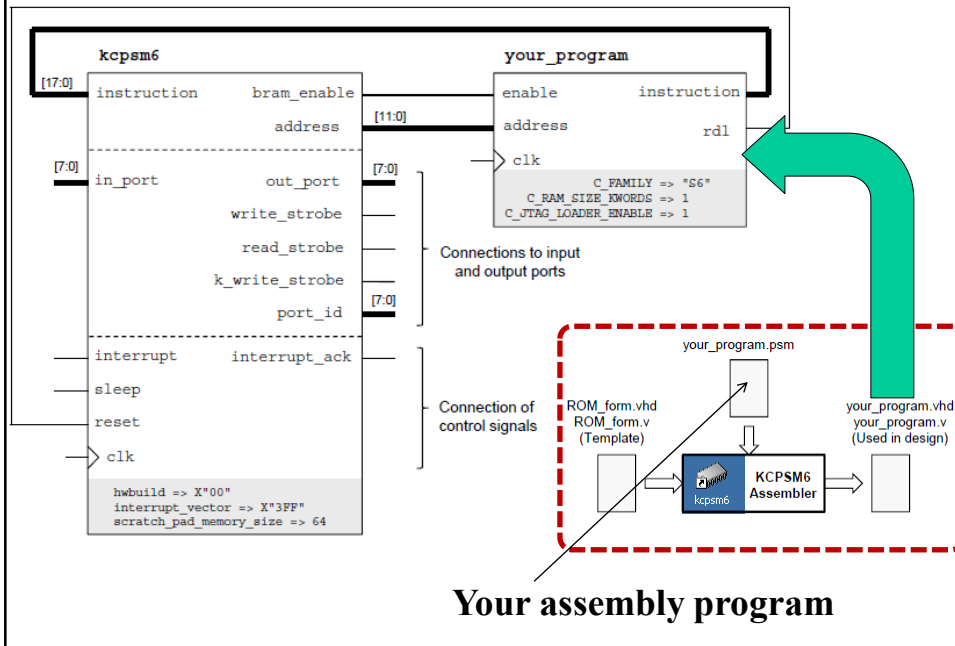 kcpsm6
[17:0]
instruction
bram_enable
address
[11:0]
[7:0]
in_port
out_port
[7:0]
write_strobe
read_strobe
k_write_strobe
port_id
[7:0]
interrupt
interrupt_ack
sleep
reset
clk
hwbuild => X"00"
interrupt_vector => X"3FF"
scratch_pad_memory_size => 64
your_program
enable
instruction
address
rdl
clk
C_FAMILY => "S6"
C_RAM_SIZE_KWORDS => 1
C_JTAG_LOADER_ENABLE => 1
Connections to input
and output ports
Connection of
control signals
your_program.psm
ROM_form.vhd
ROM_form.v
(Template)
kcpsm6
KCPSM6
Assembler
your_program.vhd
your_program.v
(Used in design)
Your assembly program